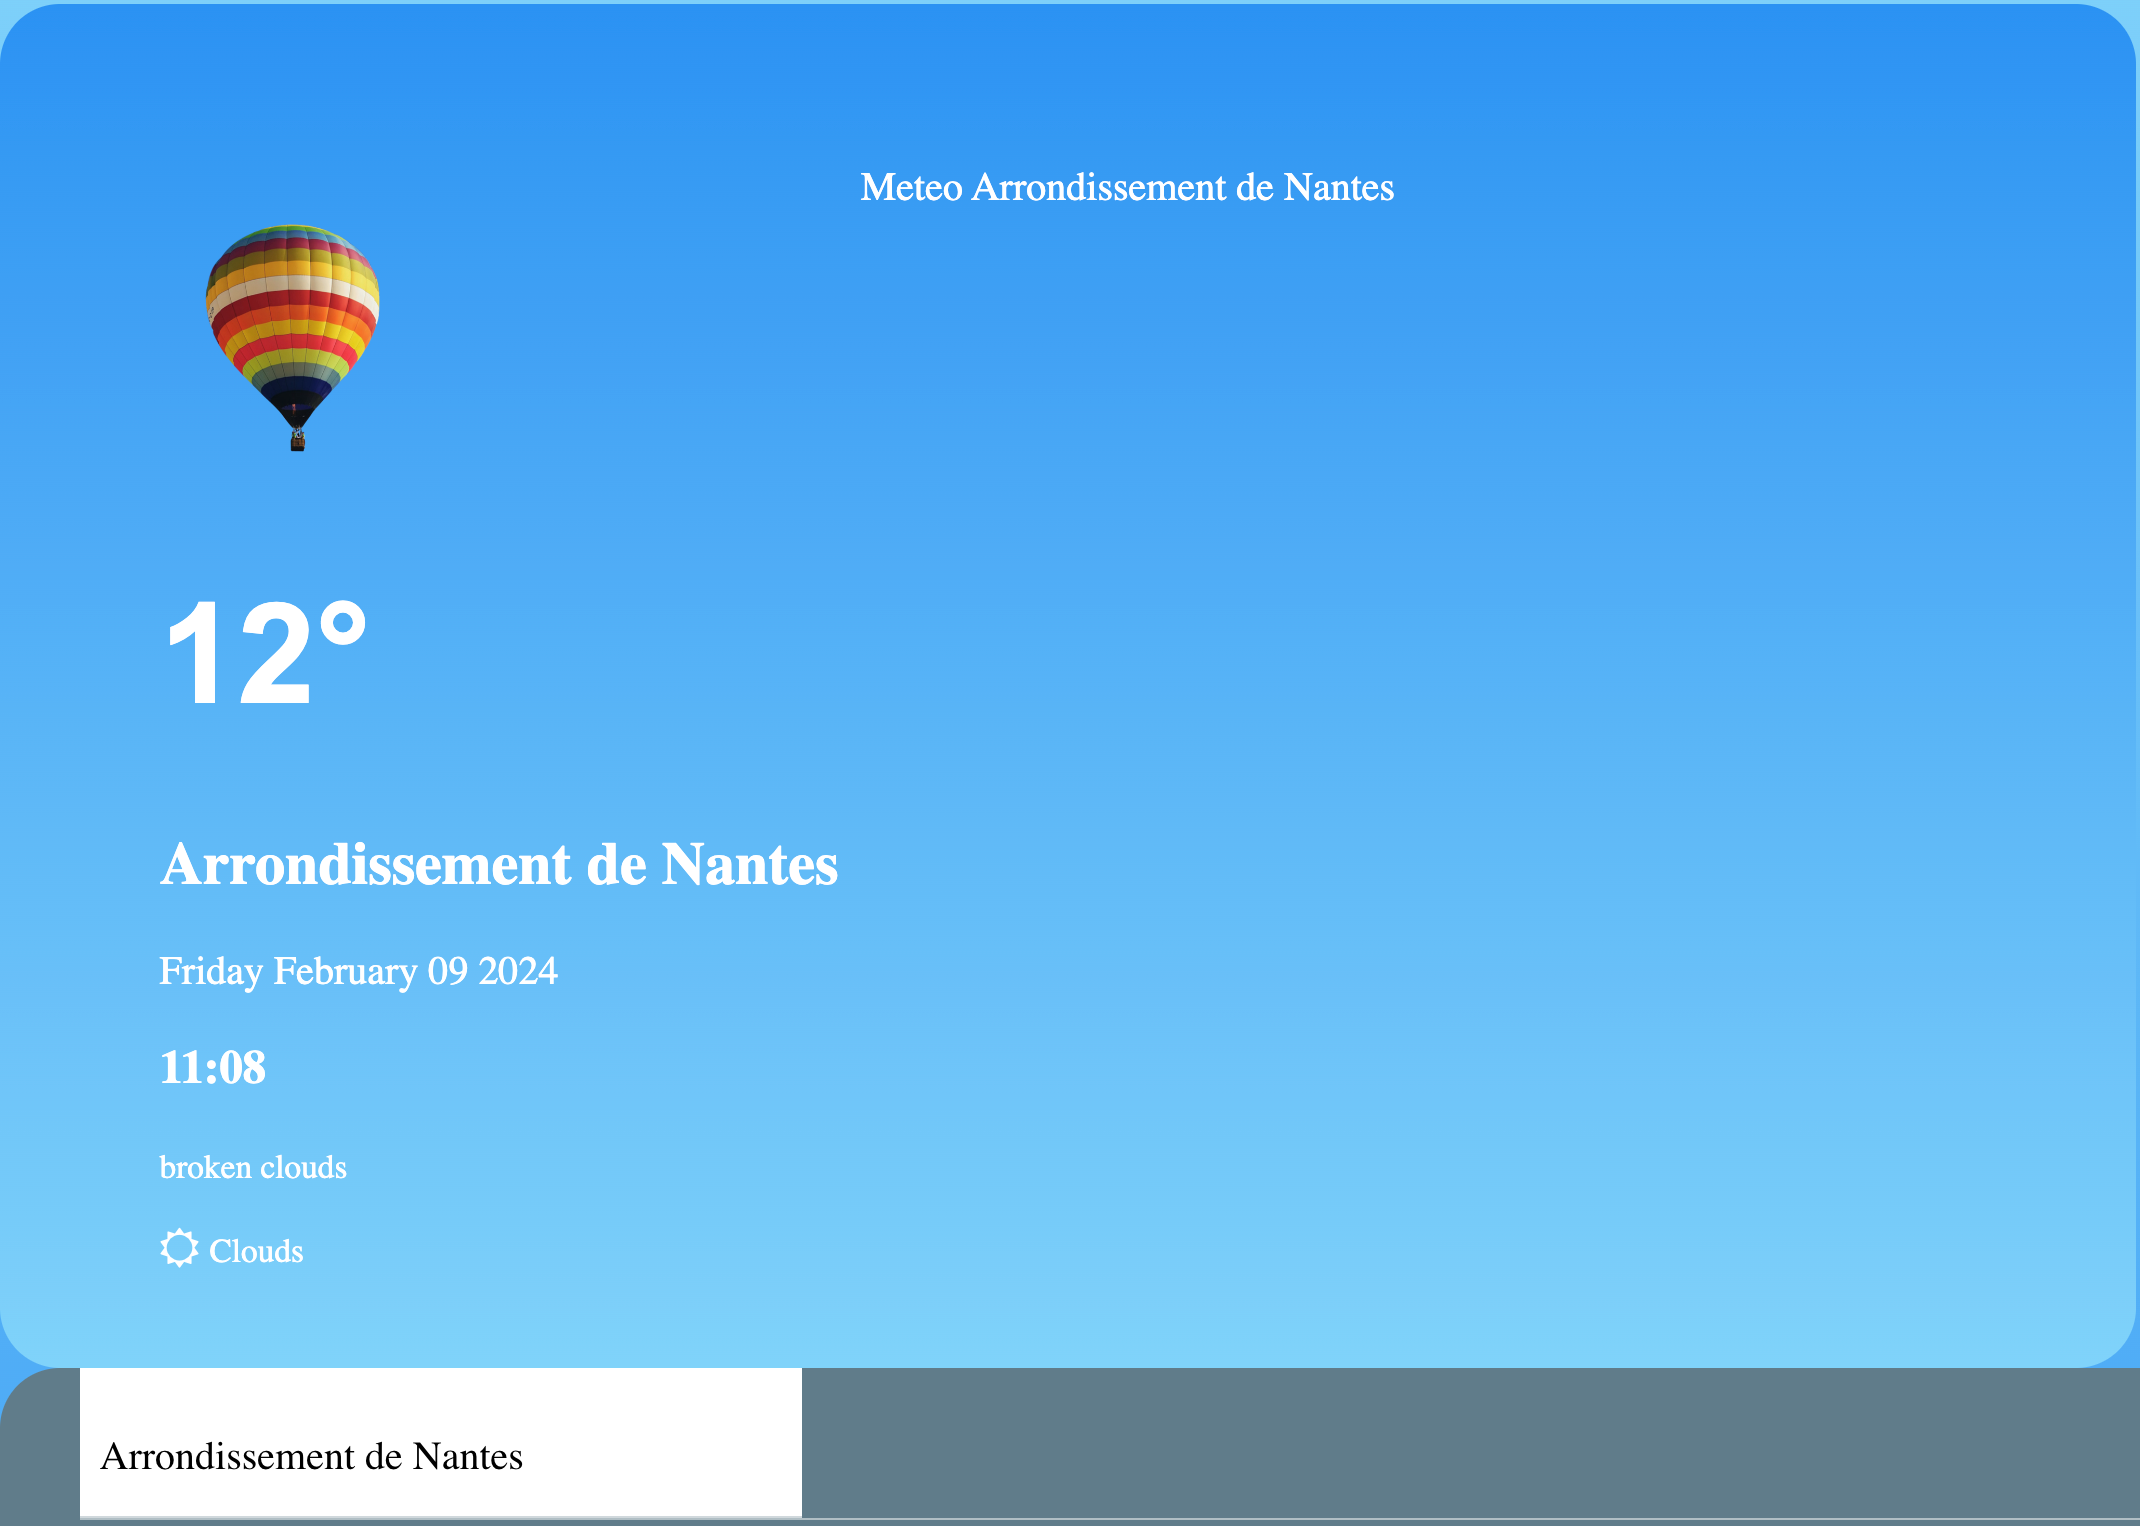 Meteo Arrondissement de Nantes
12°
Arrondissement de Nantes
Friday February 09 2024
11:08
broken clouds
Clouds
Arrondissement de Nantes